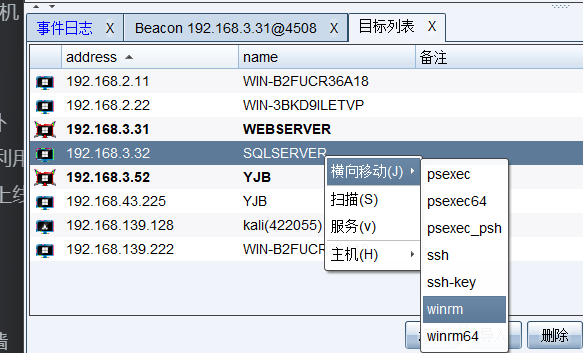 机
事件日志 X Beacon 192.168.3.31@4508 X 目标列表 X
address name 备注
192.168.2.11 WIN-B2FUCR36A18
192.168.2.22 WIN-3BKD9ILETVP
192.168.3.31 WEBSERVER
利用
192.168.3.32 SQLSERVER
192.168.3.52 YJB
上线
192.168.43.225 YJB
192.168.139.128 kali(422055)
192.168.139.222 WIN-B2FUCR
横向移动(J)
扫描(S)
服务(v)
主机(H)
psexec
psexec64
psexec_psh
ssh
ssh-key
winrm
winrm64
删除